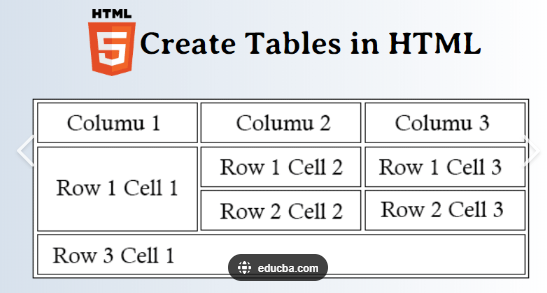 HTML
5
Create Tables in HTML
Columu 1 Columu 2 Columu 3
Row 1 Cell 1 Row 1 Cell 2 Row 1 Cell 3
Row 2 Cell 2 Row 2 Cell 3
Row 3 Cell 1
educba.com